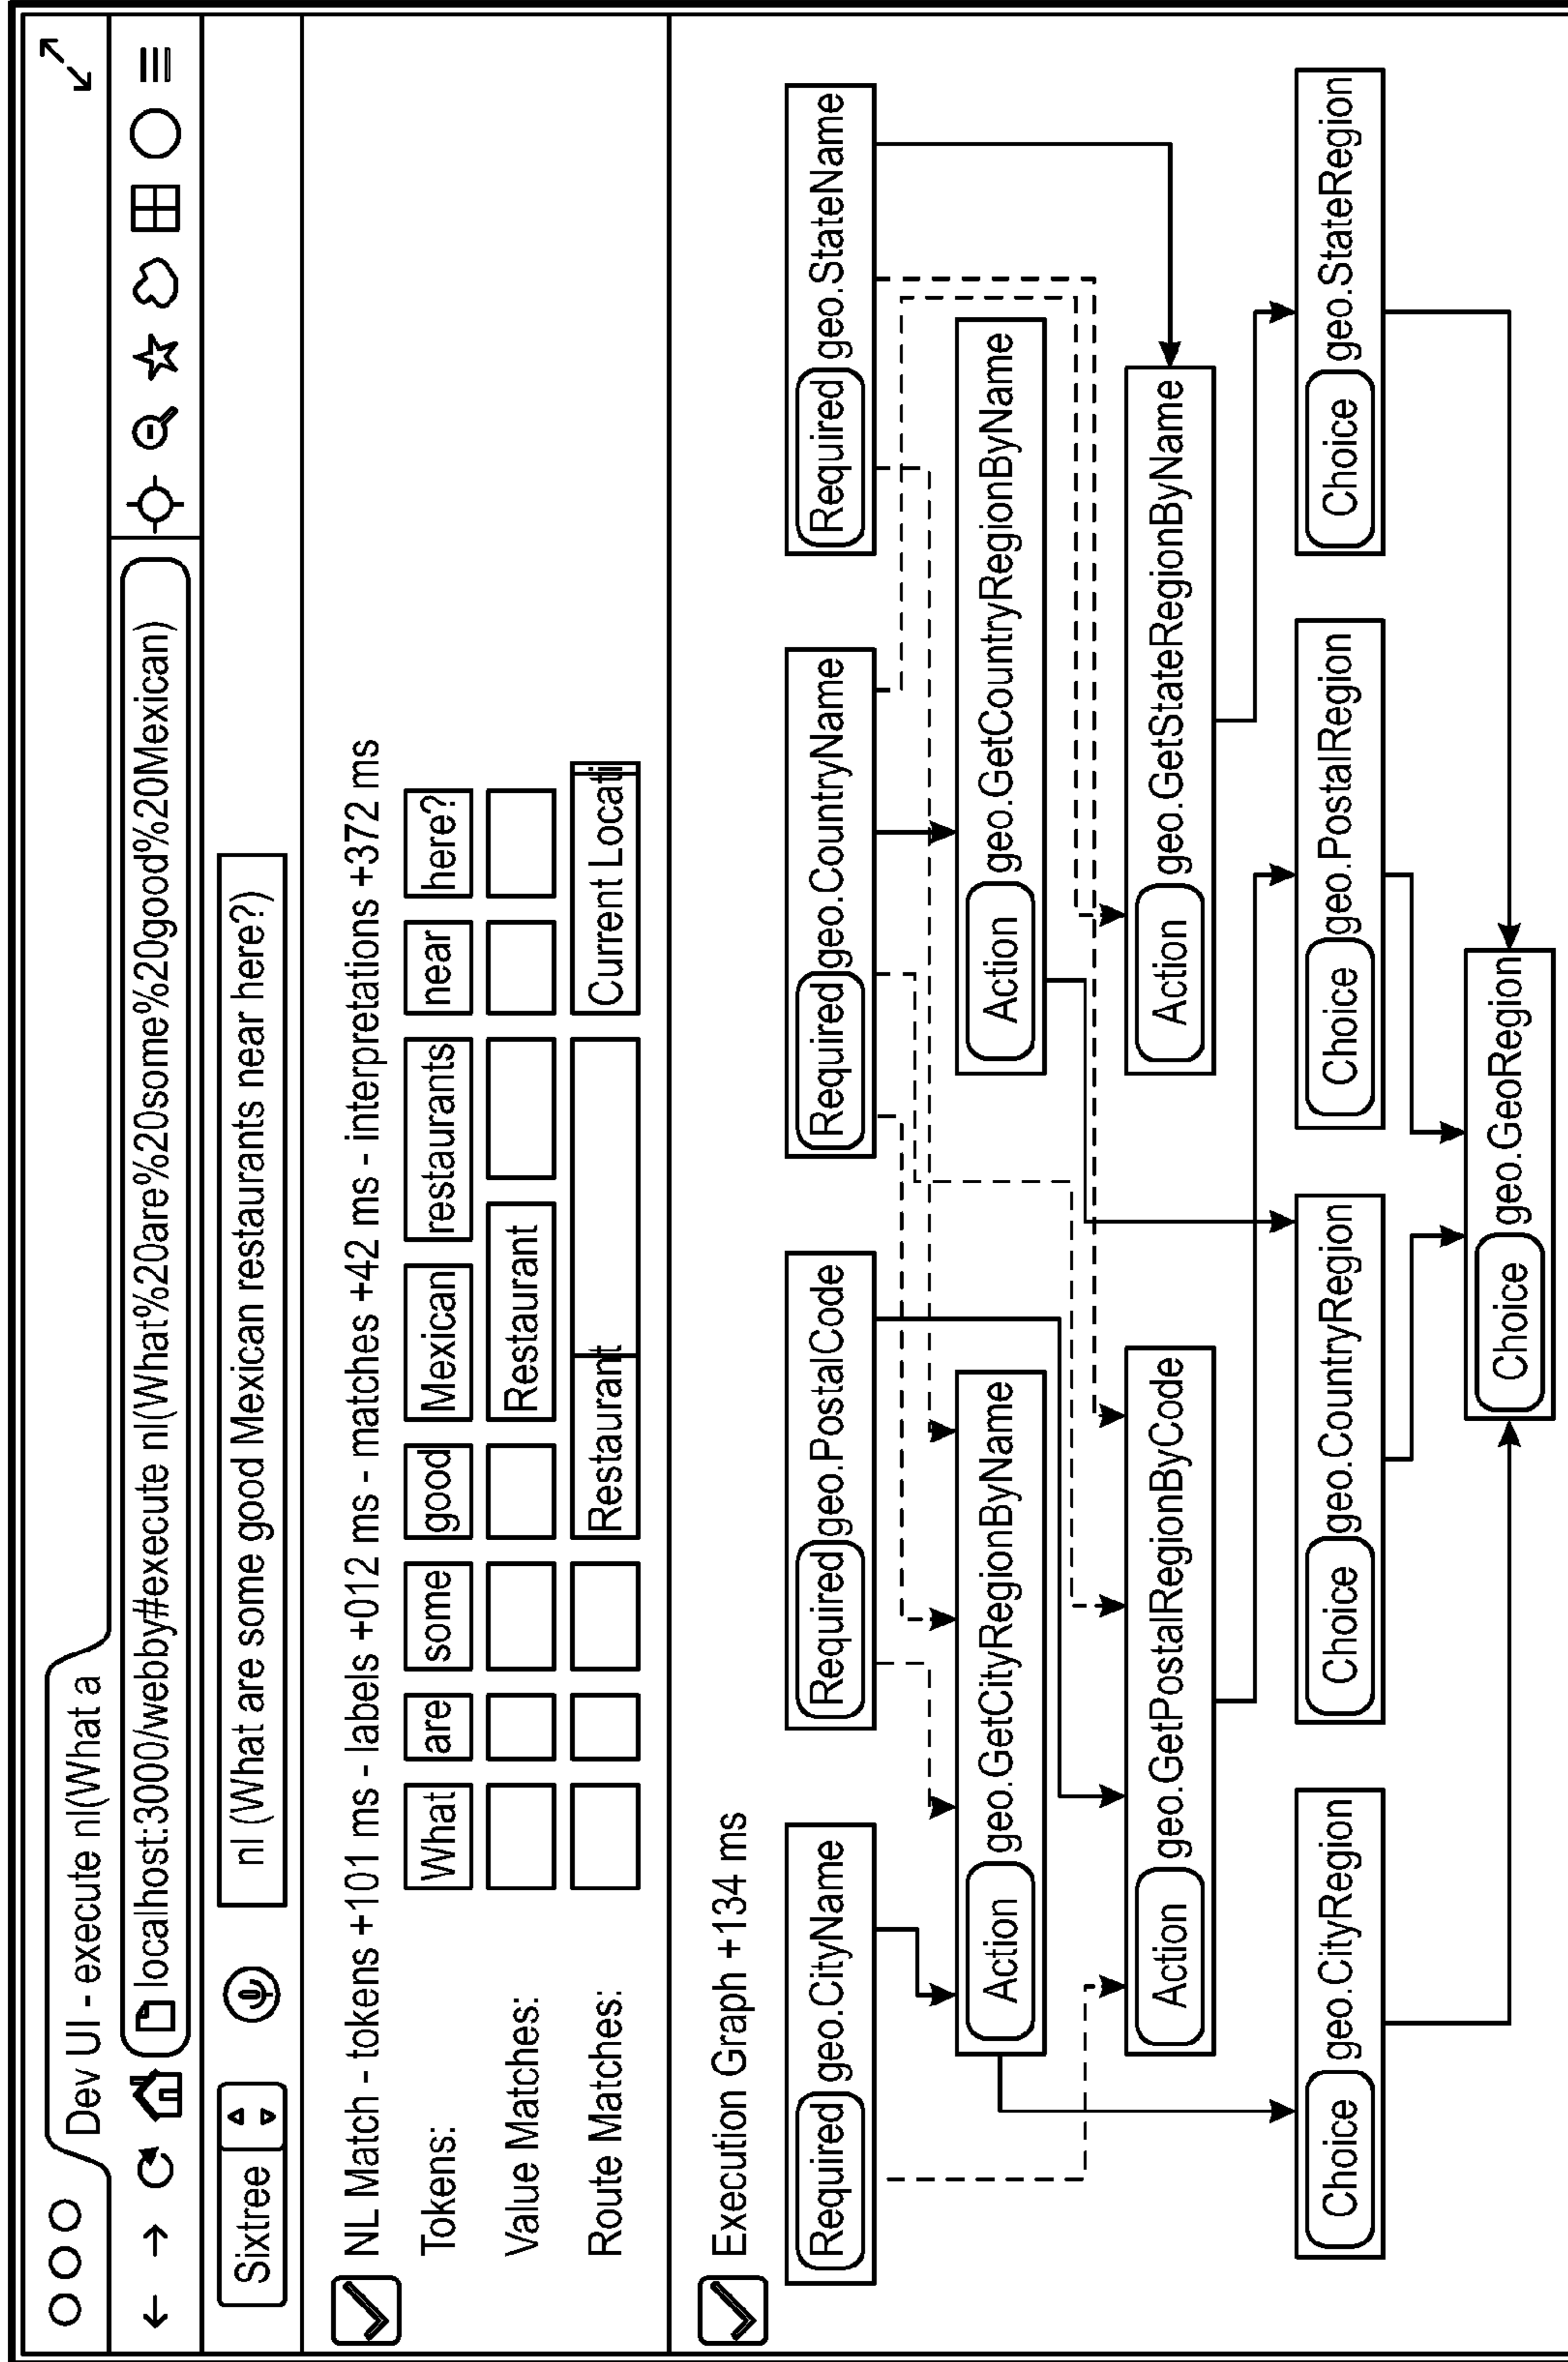 Dev UI - execute nl(What a
localhost:3000/webby#execute nl(What%20are%20some%20good%20Mexican)
Sixtree
nl (What are some good Mexican restaurants near here?)
NL Match - tokens +101 ms - labels +012 ms - matches +42 ms - interpretations +372 ms
Tokens: What are some good Mexican restaurants near here?
Value Matches: Restaurant
Route Matches: Restaurant Current Locati
Execution Graph +134 ms
Required geo.CityName Required geo.PostalCode Required geo.CountryName Required geo.StateName
Action geo.GetCityRegionByName Action geo.GetCountryRegionByName
Action geo.GetPostalRegionByCode Action geo.GetStateRegionByName
Choice geo.CityRegion Choice geo.CountryRegion Choice geo.PostalRegion Choice geo.StateRegion
Choice geo.GeoRegion